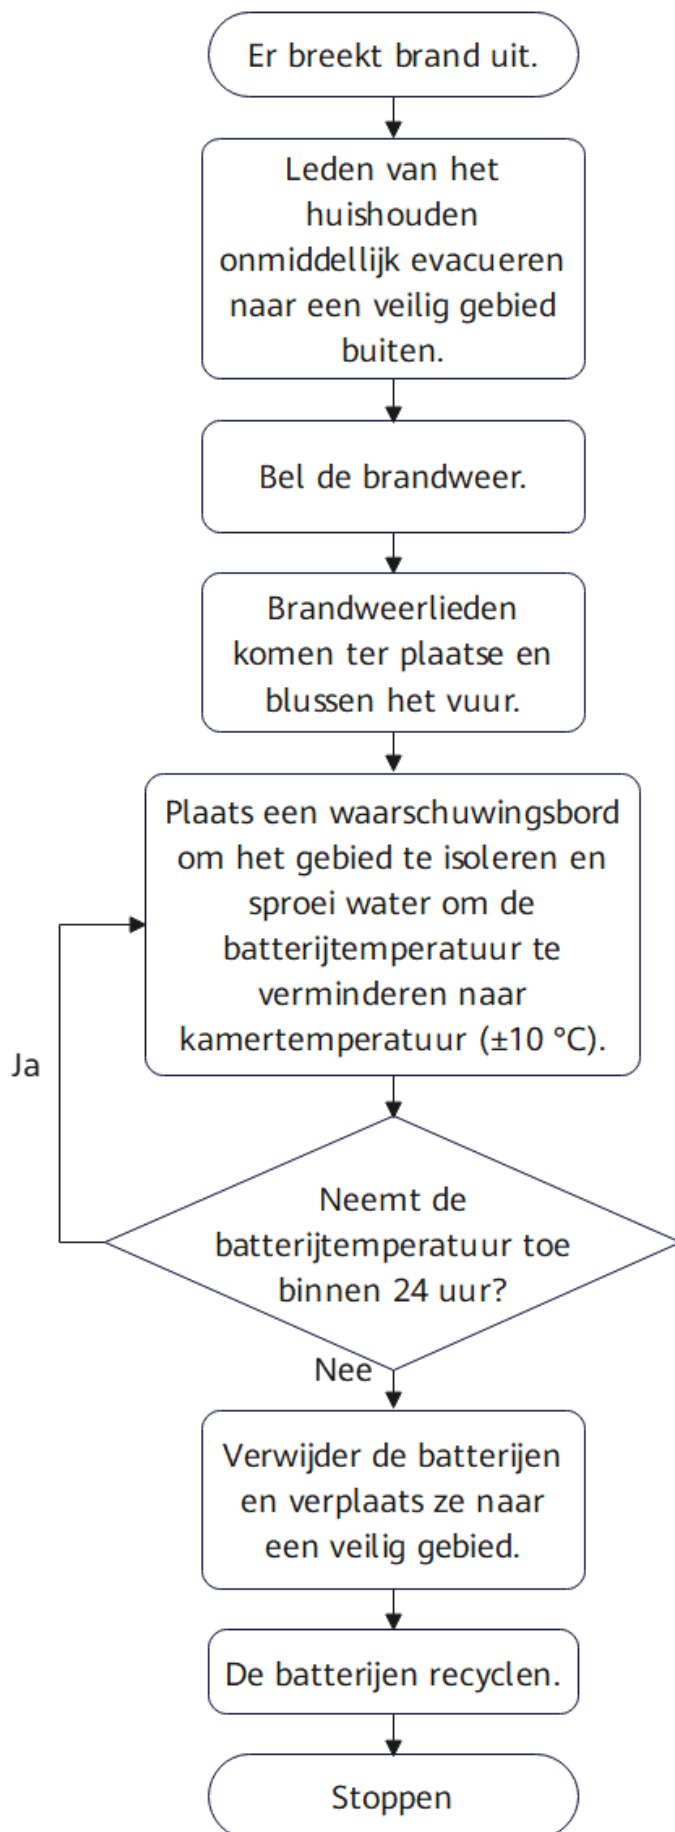 Er breekt brand uit.
Leden van het
huishouden
onmiddellijk evacueren
naar een veilig gebied
buiten.
Bel de brandweer.
Brandweerlieden
komen ter plaatse en
blussen het vuur.
Plaats een waarschuwingsbord
om het gebied te isoleren en
sproei water om de
batterijtemperatuur te
verminderen naar
kamertemperatuur (±10 °C).
Ja
Neemt de
batterijtemperatuur toe
binnen 24 uur?
Nee
Verwijder de batterijen
en verplaats ze naar
een veilig gebied.
De batterijen recyclen.
Stoppen